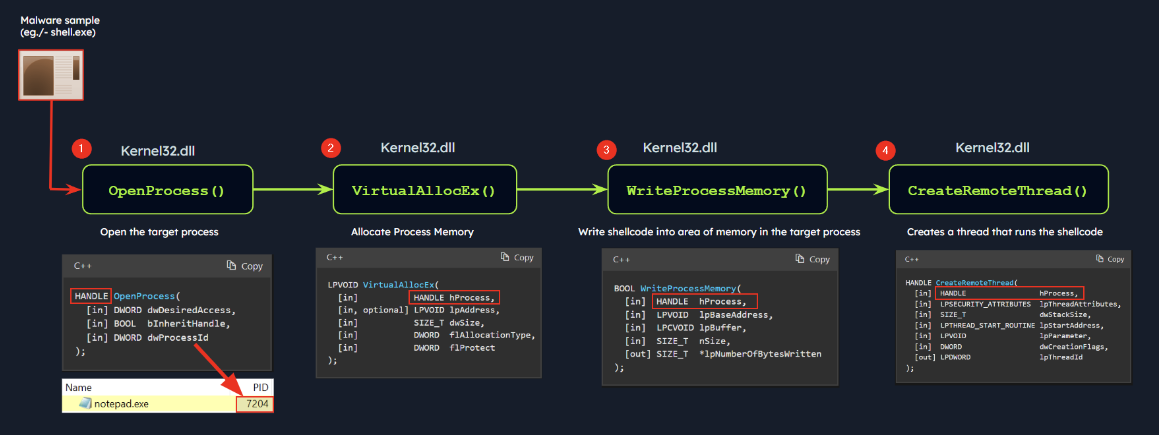 Malware sample
(eg./- shell.exe)
1
Kernel32.dll
OpenProcess()
Open the target process
C++
Copy
HANDLE OpenProcess(
[in] DWORD dwDesiredAccess,
[in] BOOL bInheritHandle,
[in] DWORD dwProcessId
);
Name PID
notepad.exe 7204
2
Kernel32.dll
VirtualAllocEx()
Allocate Process Memory
C++
Copy
LPVOID VirtualAllocEx(
[in] HANDLE hProcess,
[in, optional] LPVOID lpAddress,
[in] SIZE_T dwSize,
[in] DWORD flAllocationType,
[in] DWORD flProtect
);
3
Kernel32.dll
WriteProcessMemory()
Write shellcode into area of memory in the target process
C++
Copy
BOOL WriteProcessMemory(
[in] HANDLE hProcess,
[in] LPVOID lpBaseAddress,
[in] LPCVOID lpBuffer,
[in] SIZE_T nSize,
[out] SIZE_T *lpNumberOfBytesWritten
);
4
Kernel32.dll
CreateRemoteThread()
Creates a thread that runs the shellcode
C++
Copy
HANDLE CreateRemoteThread(
[in] HANDLE hProcess,
[in] LPSECURITY_ATTRIBUTES lpThreadAttributes,
[in] SIZE_T dwStackSize,
[in] LPTHREAD_START_ROUTINE lpStartAddress,
[in] LPVOID lpParameter,
[in] DWORD dwCreationFlags,
[out] LPDWORD lpThreadId
);